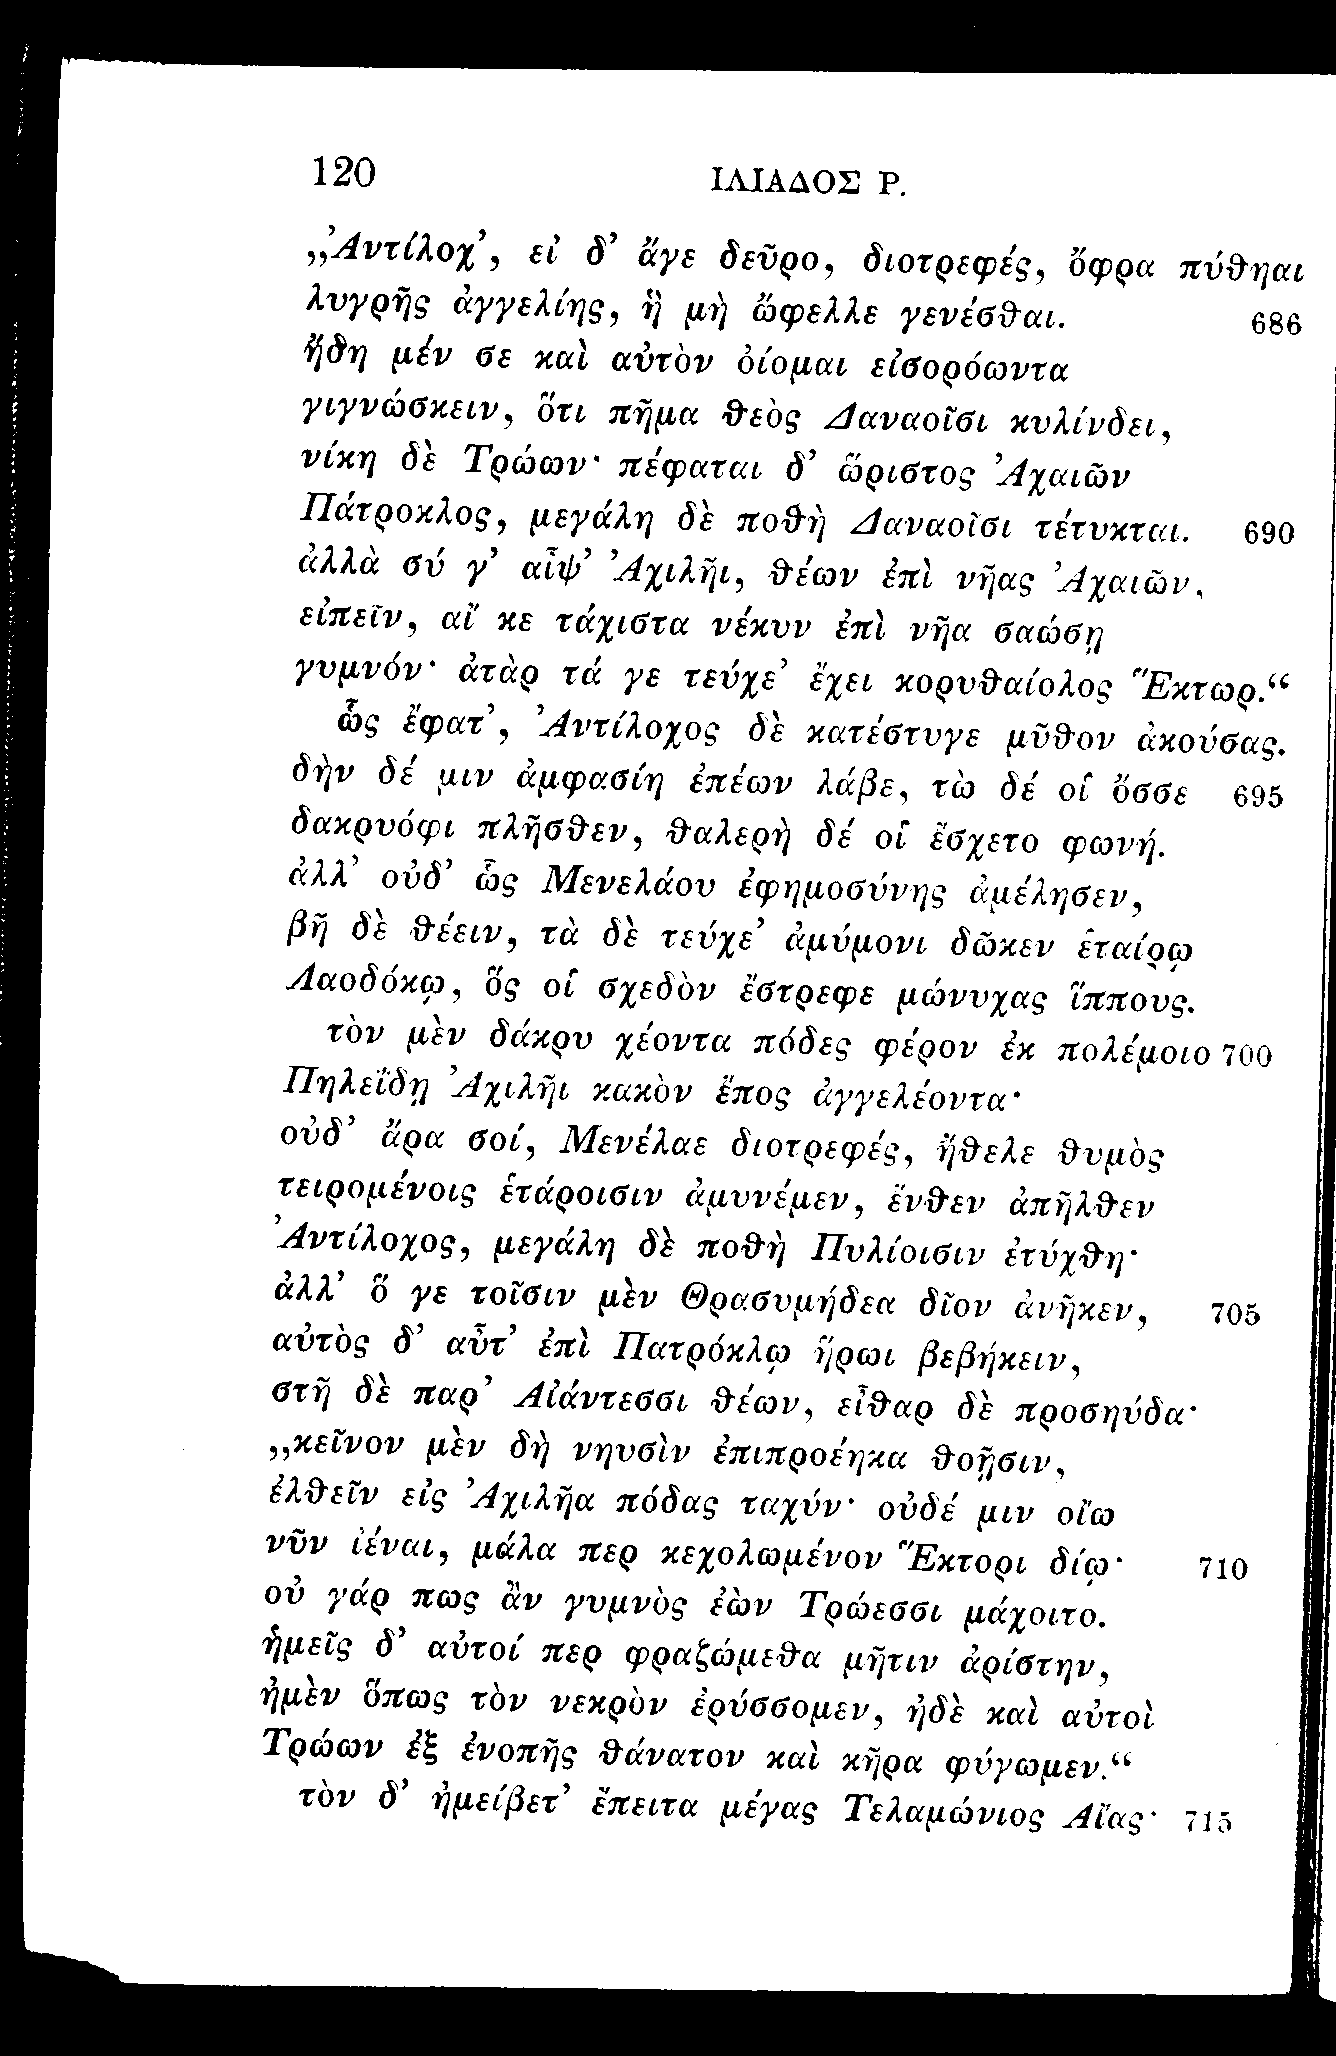 120 ΙΛΙΑΔΟΣ Ρ.
„Ἀντίλοχ’, εἰ δ’ ἄγε δεῦρο, διοτρεφές, ὄφρα πύθηαι
λυγρῆς ἀγγελίης, ἣ μὴ ὤφελλε γενέσθαι. 686
ἤδη μέν σε καὶ αὐτὸν ὀίομαι εἰσορόωντα
γιγνώσκειν, ὅτι πῆμα θεὸς Δαναοῖσι κυλίνδει,
νίκη δὲ Τρώων· πέφαται δ’ ὥριστος Ἀχαιῶν
Πάτροκλος, μεγάλη δὲ ποθὴ Δαναοῖσι τέτυκται. 690
ἀλλὰ σύ γ’ αἶψ’ Ἀχιλῆι, θέων ἐπὶ νῆας Ἀχαιῶν,
εἰπεῖν, αἴ κε τάχιστα νέκυν ἐπὶ νῆα σαώσῃ
γυμνόν· ἀτὰρ τά γε τεύχε’ ἔχει κορυθαίολος Ἕκτωρ.“
ὣς ἔφατ’, Ἀντίλοχος δὲ κατέστυγε μῦθον ἀκούσας.
δὴν δέ μιν ἀμφασίη ἐπέων λάβε, τὼ δέ οἱ ὄσσε 695
δακρυόφι πλῆσθεν, θαλερὴ δέ οἱ ἔσχετο φωνή.
ἀλλ’ οὐδ’ ὧς Μενελάου ἐφημοσύνης ἀμέλησεν,
βῆ δὲ θέειν, τὰ δὲ τεύχε’ ἀμύμονι δῶκεν ἑταίρῳ
Λαοδόκῳ, ὅς οἱ σχεδὸν ἔστρεφε μώνυχας ἵππους.
τὸν μὲν δάκρυ χέοντα πόδες φέρον ἐκ πολέμοιο 700
Πηλεΐδῃ Ἀχιλῆι κακὸν ἔπος ἀγγελέοντα·
οὐδ’ ἄρα σοί, Μενέλαε διοτρεφές, ἤθελε θυμὸς
τειρομένοις ἑτάροισιν ἀμυνέμεν, ἔνθεν ἀπῆλθεν
Ἀντίλοχος, μεγάλη δὲ ποθὴ Πυλίοισιν ἐτύχθη·
ἀλλ’ ὅ γε τοῖσιν μὲν Θρασυμήδεα δῖον ἀνῆκεν, 705
αὐτὸς δ’ αὖτ’ ἐπὶ Πατρόκλῳ ἥρωι βεβήκειν,
στῆ δὲ παρ’ Αἰάντεσσι θέων, εἶθαρ δὲ προσηύδα·
„κεῖνον μὲν δὴ νηυσὶν ἐπιπροέηκα θοῇσιν,
ἐλθεῖν εἰς Ἀχιλῆα πόδας ταχύν· οὐδέ μιν οἴω
νῦν ἰέναι, μάλα περ κεχολωμένον Ἕκτορι δίῳ· 710
οὐ γάρ πως ἂν γυμνὸς ἐὼν Τρώεσσι μάχοιτο.
ἡμεῖς δ’ αὐτοί περ φραζώμεθα μῆτιν ἀρίστην,
ἠμὲν ὅπως τὸν νεκρὸν ἐρύσσομεν, ἠδὲ καὶ αὐτοὶ
Τρώων ἐξ ἐνοπῆς θάνατον καὶ κῆρα φύγωμεν.“
τὸν δ’ ἠμείβετ’ ἔπειτα μέγας Τελαμώνιος Αἴας· 715